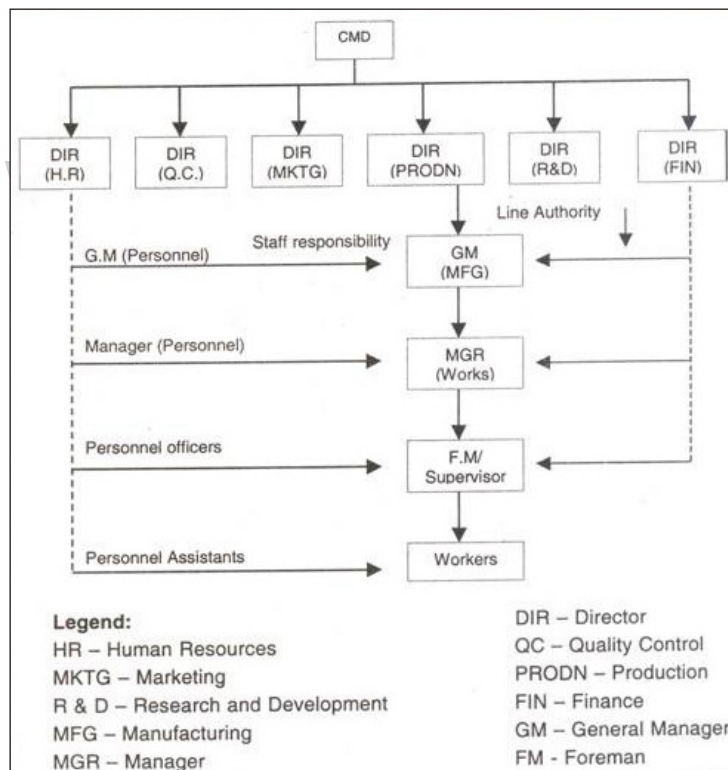 CMD
DIR (H.R)
DIR (Q.C.)
DIR (MKTG)
DIR (PRODN)
DIR (R&D)
DIR (FIN)
Line Authority
G.M (Personnel)
Staff responsibility
GM (MFG)
Manager (Personnel)
MGR (Works)
Personnel officers
F.M/ Supervisor
Personnel Assistants
Workers
Legend:
HR – Human Resources
MKTG – Marketing
R & D – Research and Development
MFG – Manufacturing
MGR – Manager
DIR – Director
QC – Quality Control
PRODN – Production
FIN – Finance
GM – General Manager
FM - Foreman